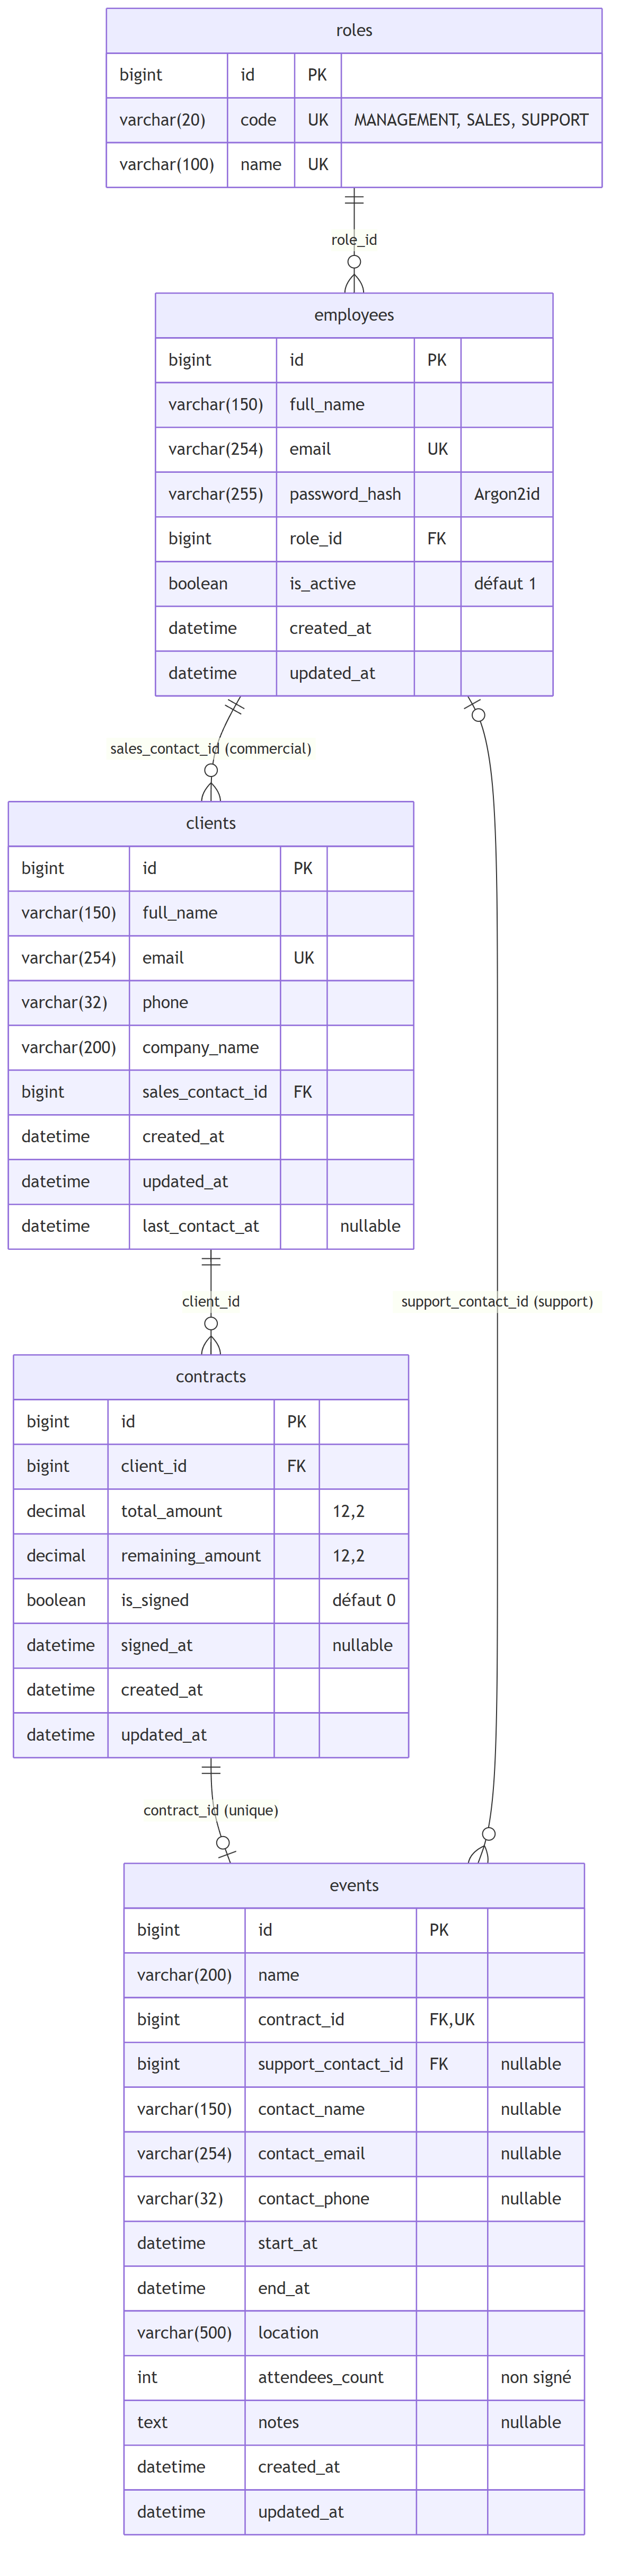 roles
bigint id PK
varchar(20) code UK MANAGEMENT, SALES, SUPPORT
varchar(100) name UK
role_id
employees
bigint id PK
varchar(150) full_name
varchar(254) email UK
varchar(255) password_hash Argon2id
bigint role_id FK
boolean is_active défaut 1
datetime created_at
datetime updated_at
sales_contact_id (commercial)
clients
bigint id PK
varchar(150) full_name
varchar(254) email UK
varchar(32) phone
varchar(200) company_name
bigint sales_contact_id FK
datetime created_at
datetime updated_at
datetime last_contact_at nullable
client_id
support_contact_id (support)
contracts
bigint id PK
bigint client_id FK
decimal total_amount 12,2
decimal remaining_amount 12,2
boolean is_signed défaut 0
datetime signed_at nullable
datetime created_at
datetime updated_at
contract_id (unique)
events
bigint id PK
varchar(200) name
bigint contract_id FK,UK
bigint support_contact_id FK nullable
varchar(150) contact_name nullable
varchar(254) contact_email nullable
varchar(32) contact_phone nullable
datetime start_at
datetime end_at
varchar(500) location
int attendees_count non signé
text notes nullable
datetime created_at
datetime updated_at